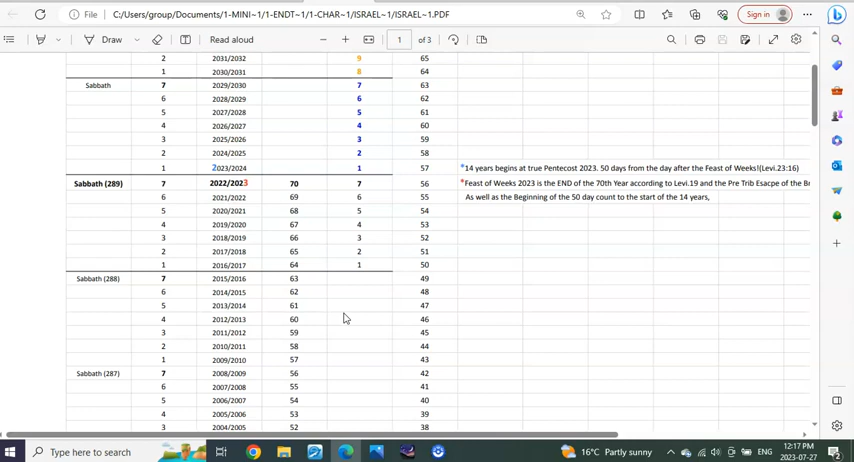 File C:/Users/group/Documents/1-MINI~1/1-ENDT~1/1-CHAR~1/ISRAEL~1/ISRAEL~1.PDF Sign in
Draw Read aloud 1 of 3
2 2031/2032 9 65
1 2030/2031 8 64
Sabbath 7 2029/2030 7 63
6 2028/2029 6 62
5 2027/2028 5 61
4 2026/2027 4 60
3 2025/2026 3 59
2 2024/2025 2 58
1 2023/2024 1 57 *14 years begins at true Pentecost 2023. 50 days from the day after the Feast of Weeks!(Levi.23:16)
Sabbath (289) 7 2022/2023 70 7 56 *Feast of Weeks 2023 is the END of the 70th Year according to Levi.19 and the Pre Trib Esacpe of the Br
6 2021/2022 69 6 55 As well as the Beginning of the 50 day count to the start of the 14 years,
5 2020/2021 68 5 54
4 2019/2020 67 4 53
3 2018/2019 66 3 52
2 2017/2018 65 2 51
1 2016/2017 64 1 50
Sabbath (288) 7 2015/2016 63 49
6 2014/2015 62 48
5 2013/2014 61 47
4 2012/2013 60 46
3 2011/2012 59 45
2 2010/2011 58 44
1 2009/2010 57 43
Sabbath (287) 7 2008/2009 56 42
6 2007/2008 55 41
5 2006/2007 54 40
4 2005/2006 53 39
3 2004/2005 52 38
Type here to search 16°C Partly sunny ENG 12:17 PM 2023-07-27 2